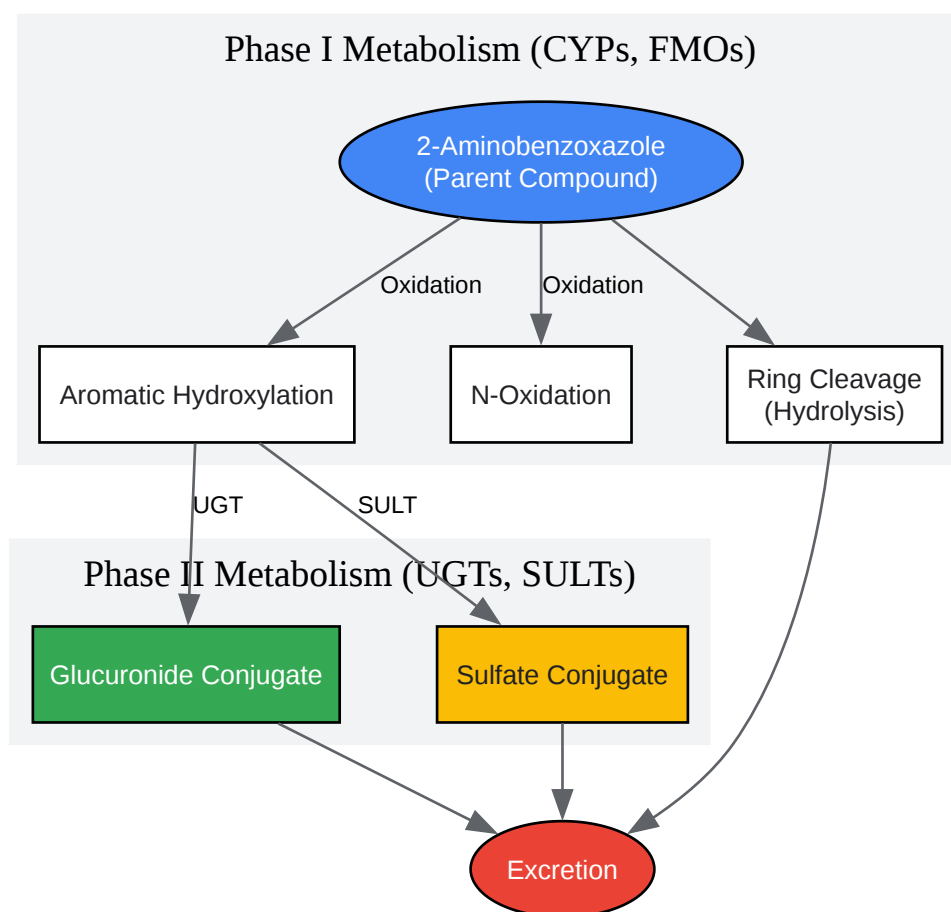 Phase I Metabolism (CYPs, FMOs)
2-Aminobenzoxazole
(Parent Compound)
Oxidation
Oxidation
Aromatic Hydroxylation
N-Oxidation
Ring Cleavage
(Hydrolysis)
UGT
SULT
Phase II Metabolism (UGTs, SULTs)
Glucuronide Conjugate
Sulfate Conjugate
Excretion